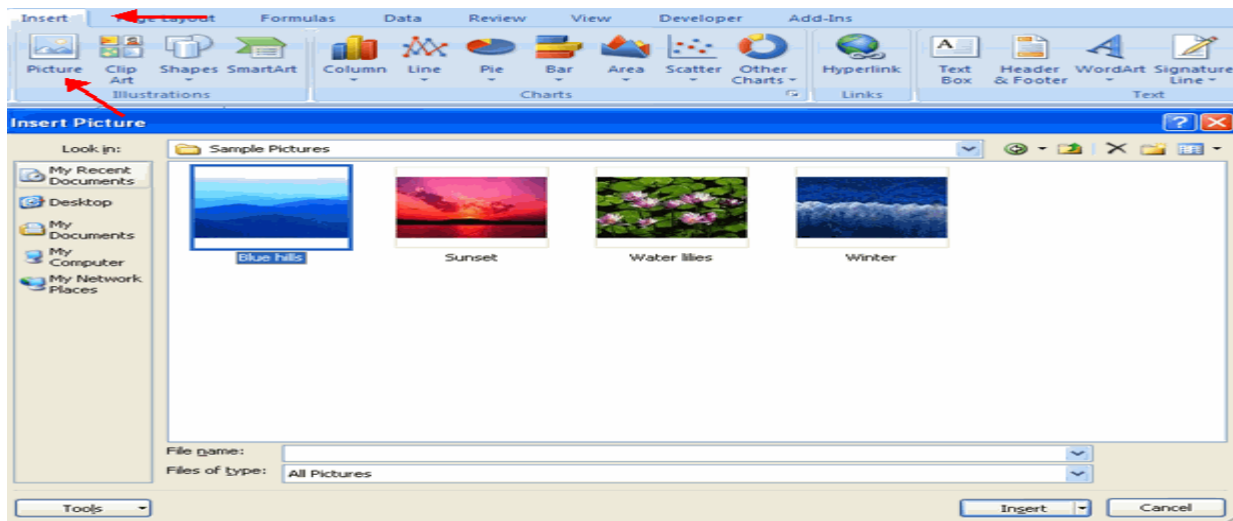 Insert Page Layout Formulas Data Review View Developer Add-Ins
Picture Clip Art Shapes SmartArt Column Line Pie Bar Area Scatter Other Charts Hyperlink Text Box Header & Footer WordArt Signature Line
Illustrations Charts Links Text
Insert Picture
Look in: Sample Pictures
My Recent Documents
Desktop
My Documents
My Computer
My Network Places
Blue hills Sunset Water lilies Winter
File name:
Files of type: All Pictures
Tools Insert Cancel